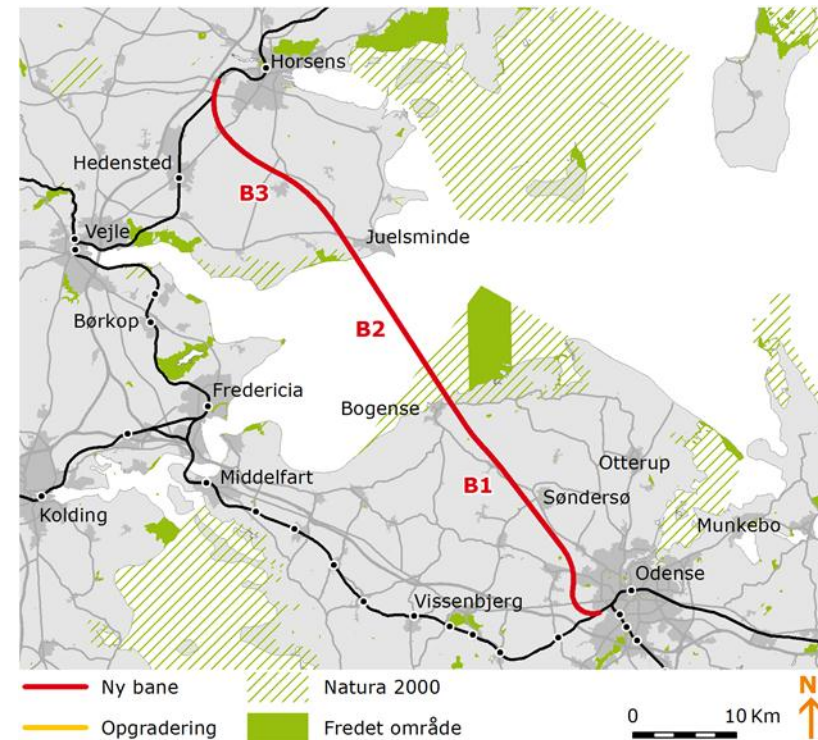 Horsens
Hedensted
B3
Vejle
Juelsminde
Børkop
B2
Fredericia
Bogense
Otterup
Middelfart
B1
Søndersø
Kolding
Munkebo
Odense
Vissenbjerg
Ny bane
Natura 2000
N
Opgradering
Fredet område
0 10 Km